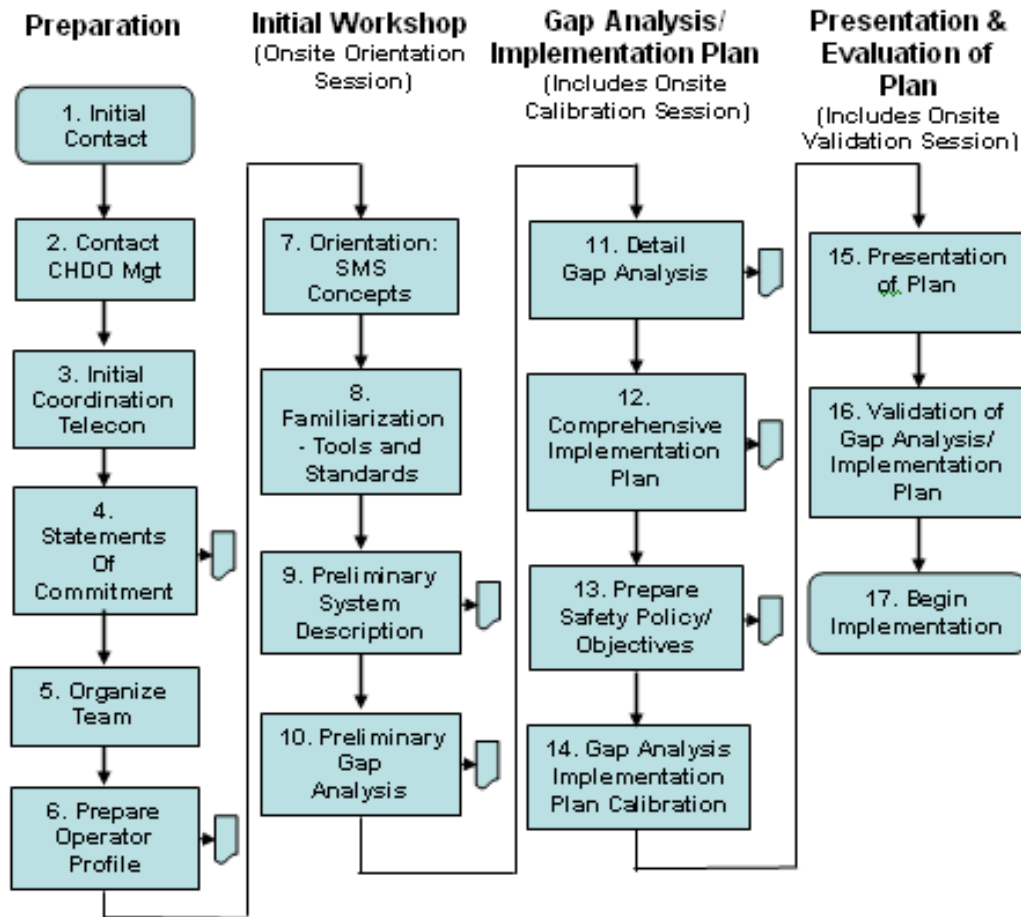 Preparation
1. Initial
Contact
2. Contact
CHDO Mgt
3. Initial
Coordination
Telecon
4.
Statements
Of
Commitment
5. Organize
Team
6. Prepare
Operator
Profile
Initial Workshop
(Onsite Orientation
Session)
7. Orientation:
SMS
Concepts
8.
Familiarization
- Tools and
Standards
9. Preliminary
System
Description
10. Preliminary
Gap
Analysis
Gap Analysis/
Implementation Plan
(Includes Onsite
Calibration Session)
11. Detail
Gap Analysis
12.
Comprehensive
Implementation
Plan
13. Prepare
Safety Policy/
Objectives
14. Gap Analysis
Implementation
Plan Calibration
Presentation &
Evaluation of
Plan
(Includes Onsite
Validation Session)
15. Presentation
of Plan
16. Validation of
Gap Analysis/
Implementation
Plan
17. Begin
Implementation